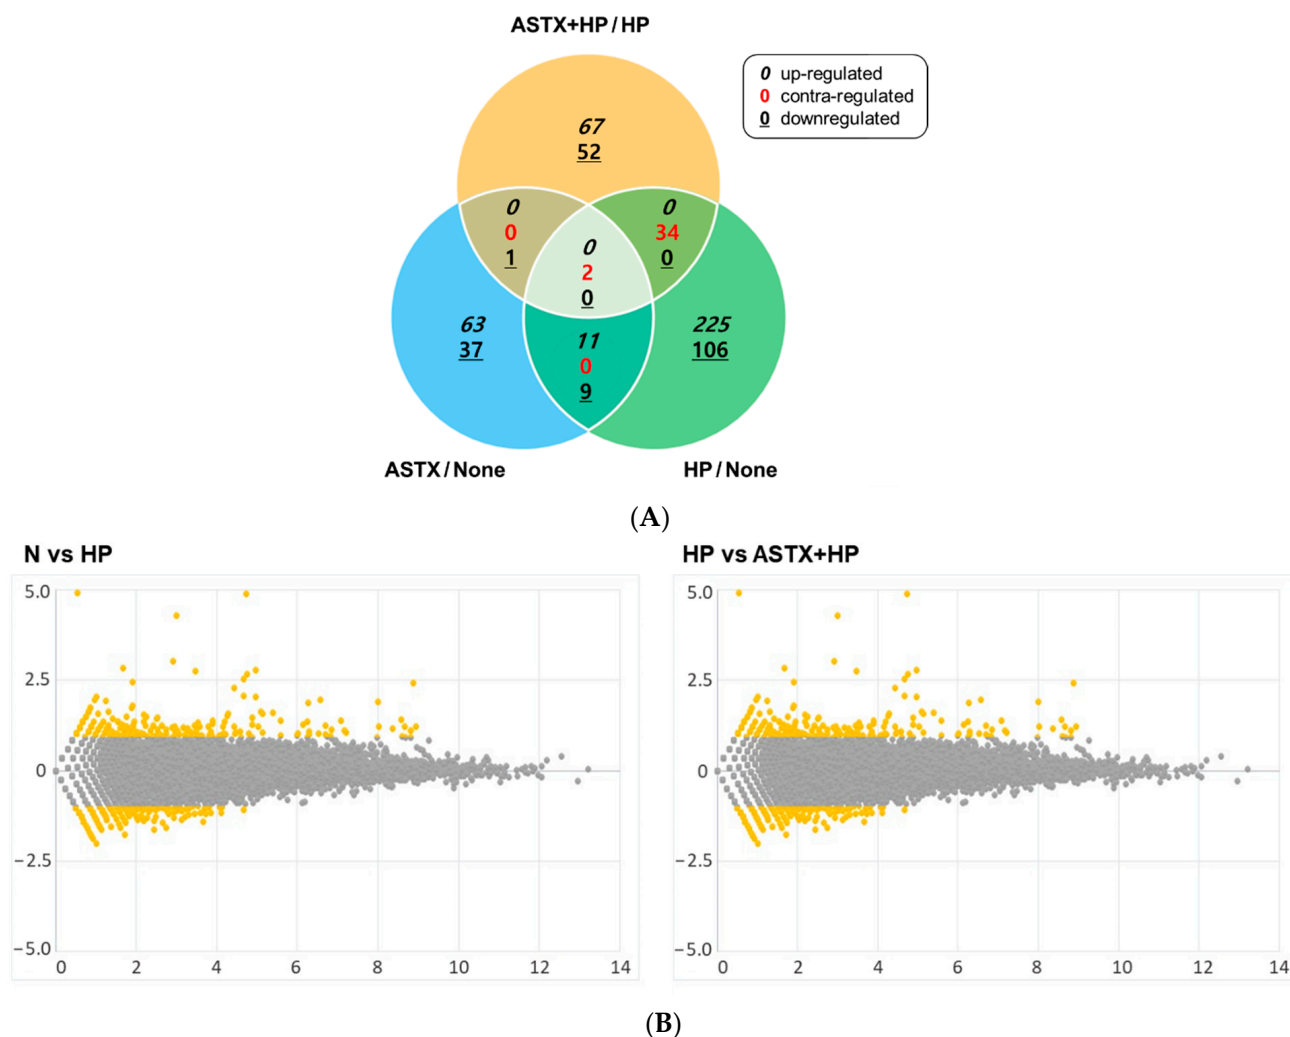 ASTX+HP / HP
0 up-regulated
0 contra-regulated
0 downregulated
67
52
0
0
1
0
34
0
0
2
0
63
37
11
0
9
225
106
ASTX / None
HP / None
(A)
N vs HP
5.0
2.5
0
−2.5
−5.0
0 2 4 6 8 10 12 14
HP vs ASTX+HP
5.0
2.5
0
−2.5
−5.0
0 2 4 6 8 10 12 14
(B)